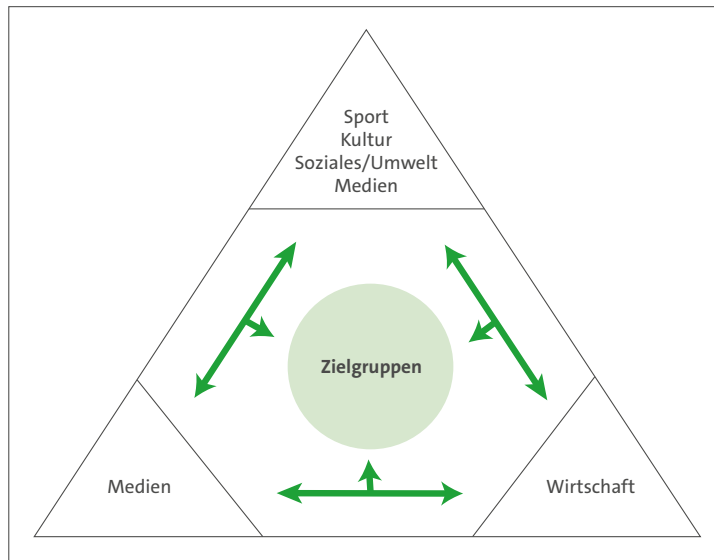 Sport
Kultur
Soziales/Umwelt
Medien
Zielgruppen
Medien
Wirtschaft